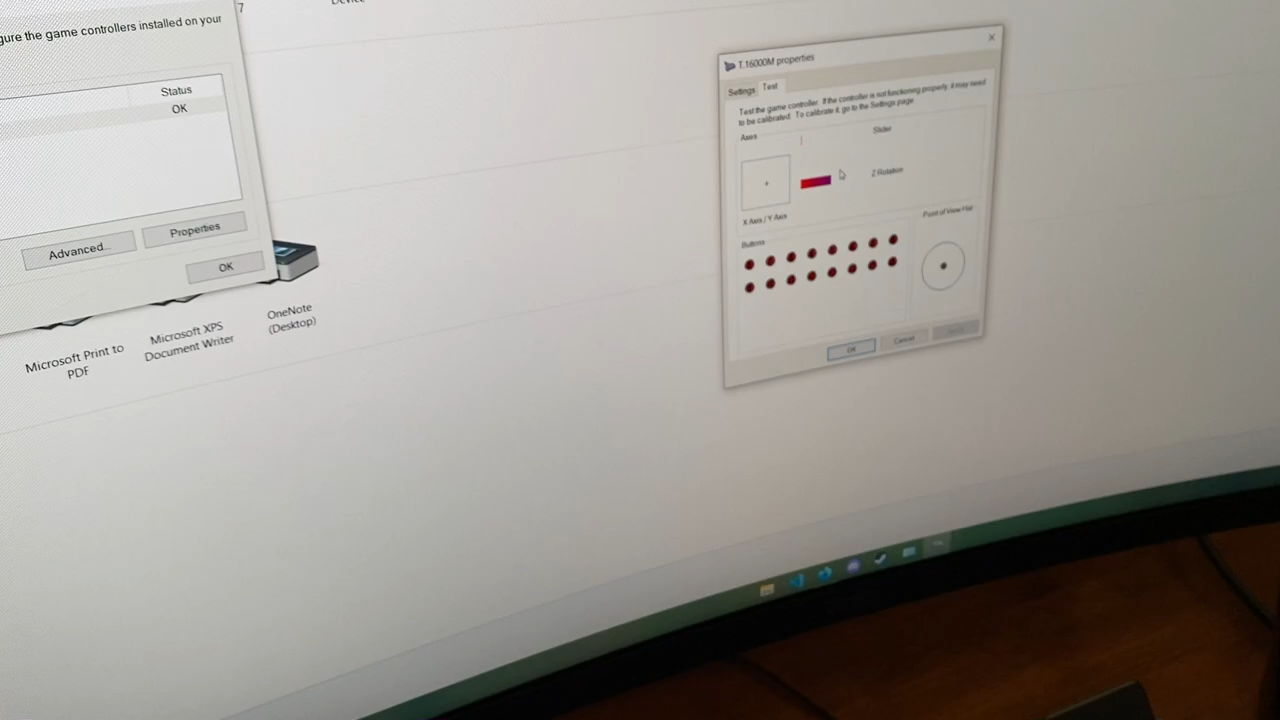 7
gure the game controllers installed on your
Status
OK
Advanced...
Properties
OK
Microsoft Print to
PDF
Microsoft XPS
Document Writer
OneNote
(Desktop)
T.16000M properties
Settings
Test
Test the game controller. If the controller is not functioning properly, it may need
to be calibrated. To calibrate it, go to the Settings page.
Axes
Slider
Z Rotation
X Axis / Y Axis
Buttons
Point of View Hat
OK
Cancel